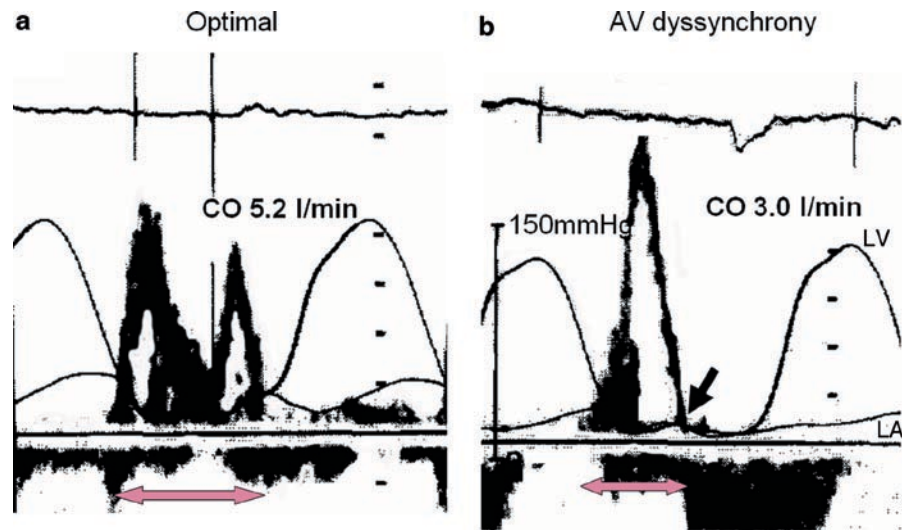 a Optimal
b AV dyssynchrony
CO 5.2 l/min
CO 3.0 l/min
150mmHg
LV
LA